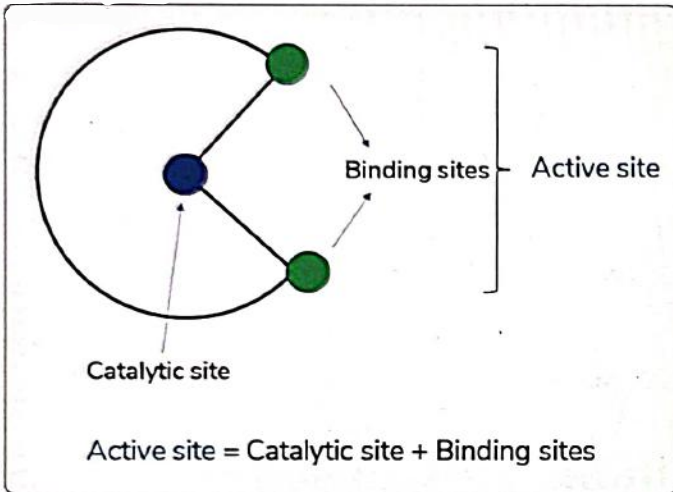 Binding sites
Active site
Catalytic site
Active site = Catalytic site + Binding sites